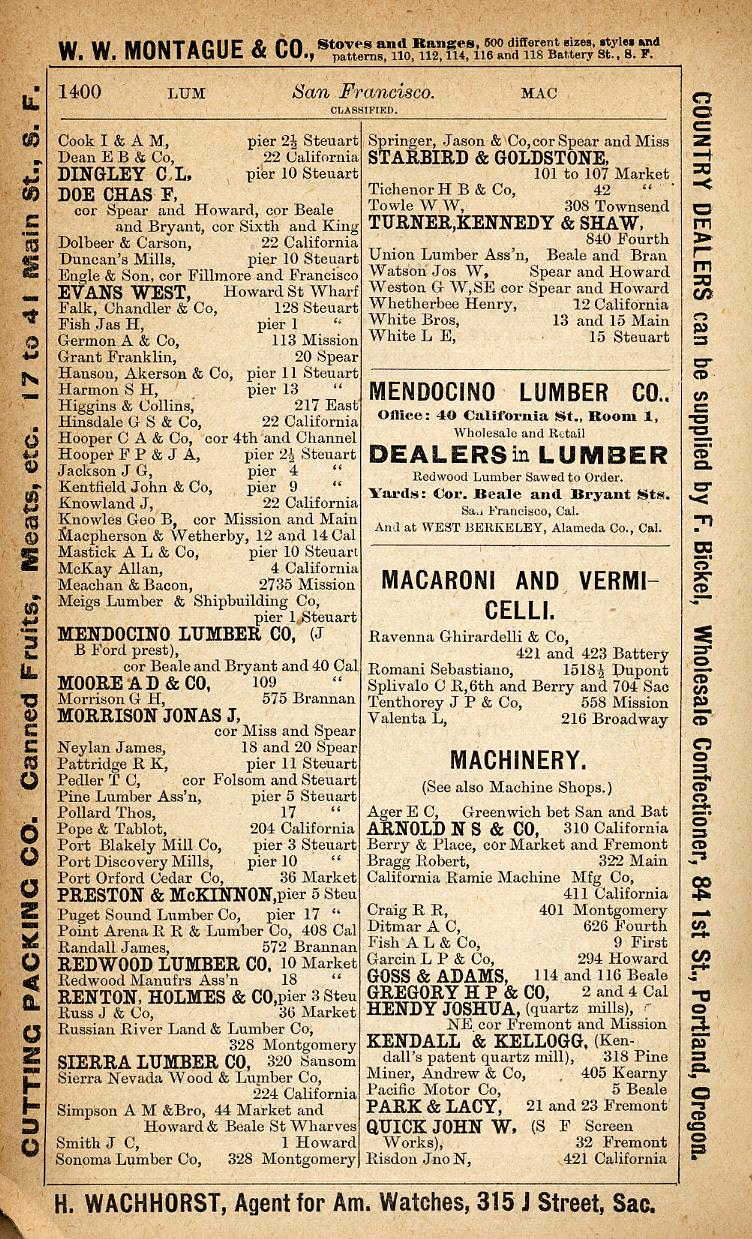 W. W. MONTAGUE & CO., Stoves and Ranges, 500 different sizes, styles and
patterns, 110, 112, 114, 116 and 118 Battery St., S. F.
CUTTING PACKING CO. Canned Fruits, Meats, etc. 17 to 41 Main St., S. F.
1400 LUM San Francisco. MAC
CLASSIFIED.
Cook I & A M, pier 2½ Steuart
Dean E B & Co, 22 California
DINGLEY C L, pier 10 Steuart
DOE CHAS F,
cor Spear and Howard, cor Beale
and Bryant, cor Sixth and King
Dolbeer & Carson, 22 California
Duncan's Mills, pier 10 Steuart
Engle & Son, cor Fillmore and Francisco
EVANS WEST, Howard St Wharf
Falk, Chandler & Co, 128 Steuart
Fish Jas H, pier 1 "
Germon A & Co, 113 Mission
Grant Franklin, 20 Spear
Hanson, Akerson & Co, pier 11 Steuart
Harmon S H, pier 13 "
Higgins & Collins, 217 East
Hinsdale G S & Co, 22 California
Hooper C A & Co, cor 4th and Channel
Hooper F P & J A, pier 2½ Steuart
Jackson J G, pier 4 "
Kentfield John & Co, pier 9 "
Knowland J, 22 California
Knowles Geo B, cor Mission and Main
Macpherson & Wetherby, 12 and 14 Cal
Mastick A L & Co, pier 10 Steuart
McKay Allan, 4 California
Meachan & Bacon, 2735 Mission
Meigs Lumber & Shipbuilding Co,
pier 1 Steuart
MENDOCINO LUMBER CO, (J
B Ford prest),
cor Beale and Bryant and 40 Cal
MOORE A D & CO, 109 "
Morrison G H, 575 Brannan
MORRISON JONAS J,
cor Miss and Spear
Neylan James, 18 and 20 Spear
Pattridge R K, pier 11 Steuart
Pedler T C, cor Folsom and Steuart
Pine Lumber Ass'n, pier 5 Steuart
Pollard Thos, 17 "
Pope & Tablot, 204 California
Port Blakely Mill Co, pier 3 Steuart
Port Discovery Mills, pier 10 "
Port Orford Cedar Co, 36 Market
PRESTON & McKINNON, pier 5 Steu
Puget Sound Lumber Co, pier 17 "
Point Arena R R & Lumber Co, 408 Cal
Randall James, 572 Brannan
REDWOOD LUMBER CO, 10 Market
Redwood Manufrs Ass'n 18 "
RENTON, HOLMES & CO, pier 3 Steu
Russ J & Co, 36 Market
Russian River Land & Lumber Co,
328 Montgomery
SIERRA LUMBER CO, 320 Sansom
Sierra Nevada Wood & Lumber Co,
224 California
Simpson A M & Bro, 44 Market and
Howard & Beale St Wharves
Smith J C, 1 Howard
Sonoma Lumber Co, 328 Montgomery
Springer, Jason & Co, cor Spear and Miss
STARBIRD & GOLDSTONE,
101 to 107 Market
Tichenor H B & Co, 42 "
Towle W W, 308 Townsend
TURNER, KENNEDY & SHAW,
840 Fourth
Union Lumber Ass'n, Beale and Bran
Watson Jos W, Spear and Howard
Weston G W, SE cor Spear and Howard
Whetherbee Henry, 12 California
White Bros, 13 and 15 Main
White L E, 15 Steuart
MENDOCINO LUMBER CO.,
Office: 40 California St., Room 1,
Wholesale and Retail
DEALERS in LUMBER
Redwood Lumber Sawed to Order.
Yards: Cor. Beale and Bryant Sts.
San Francisco, Cal.
And at WEST BERKELEY, Alameda Co., Cal.
MACARONI AND VERMI-
CELLI.
Ravenna Ghirardelli & Co,
421 and 423 Battery
Romani Sebastiano, 1518½ Dupont
Splivalo C R, 6th and Berry and 704 Sac
Tenthorey J P & Co, 558 Mission
Valenta L, 216 Broadway
MACHINERY.
(See also Machine Shops.)
Ager E C, Greenwich bet San and Bat
ARNOLD N S & CO, 310 California
Berry & Place, cor Market and Fremont
Bragg Robert, 322 Main
California Ramie Machine Mfg Co,
411 California
Craig R R, 401 Montgomery
Ditmar A C, 626 Fourth
Fish A L & Co, 9 First
Garcin L P & Co, 294 Howard
GOSS & ADAMS, 114 and 116 Beale
GREGORY H P & CO, 2 and 4 Cal
HENDY JOSHUA, (quartz mills),
NE cor Fremont and Mission
KENDALL & KELLOGG, (Ken-
dall's patent quartz mill), 318 Pine
Miner, Andrew & Co, 405 Kearny
Pacific Motor Co, 5 Beale
PARK & LACY, 21 and 23 Fremont
QUICK JOHN W. (S F Screen
Works), 32 Fremont
Risdon Jno N, 421 California
COUNTRY DEALERS can be supplied by F. Bickel, Wholesale Confectioner, 84 1st St., Portland, Oregon.
H. WACHHORST, Agent for Am. Watches, 315 J Street, Sac.